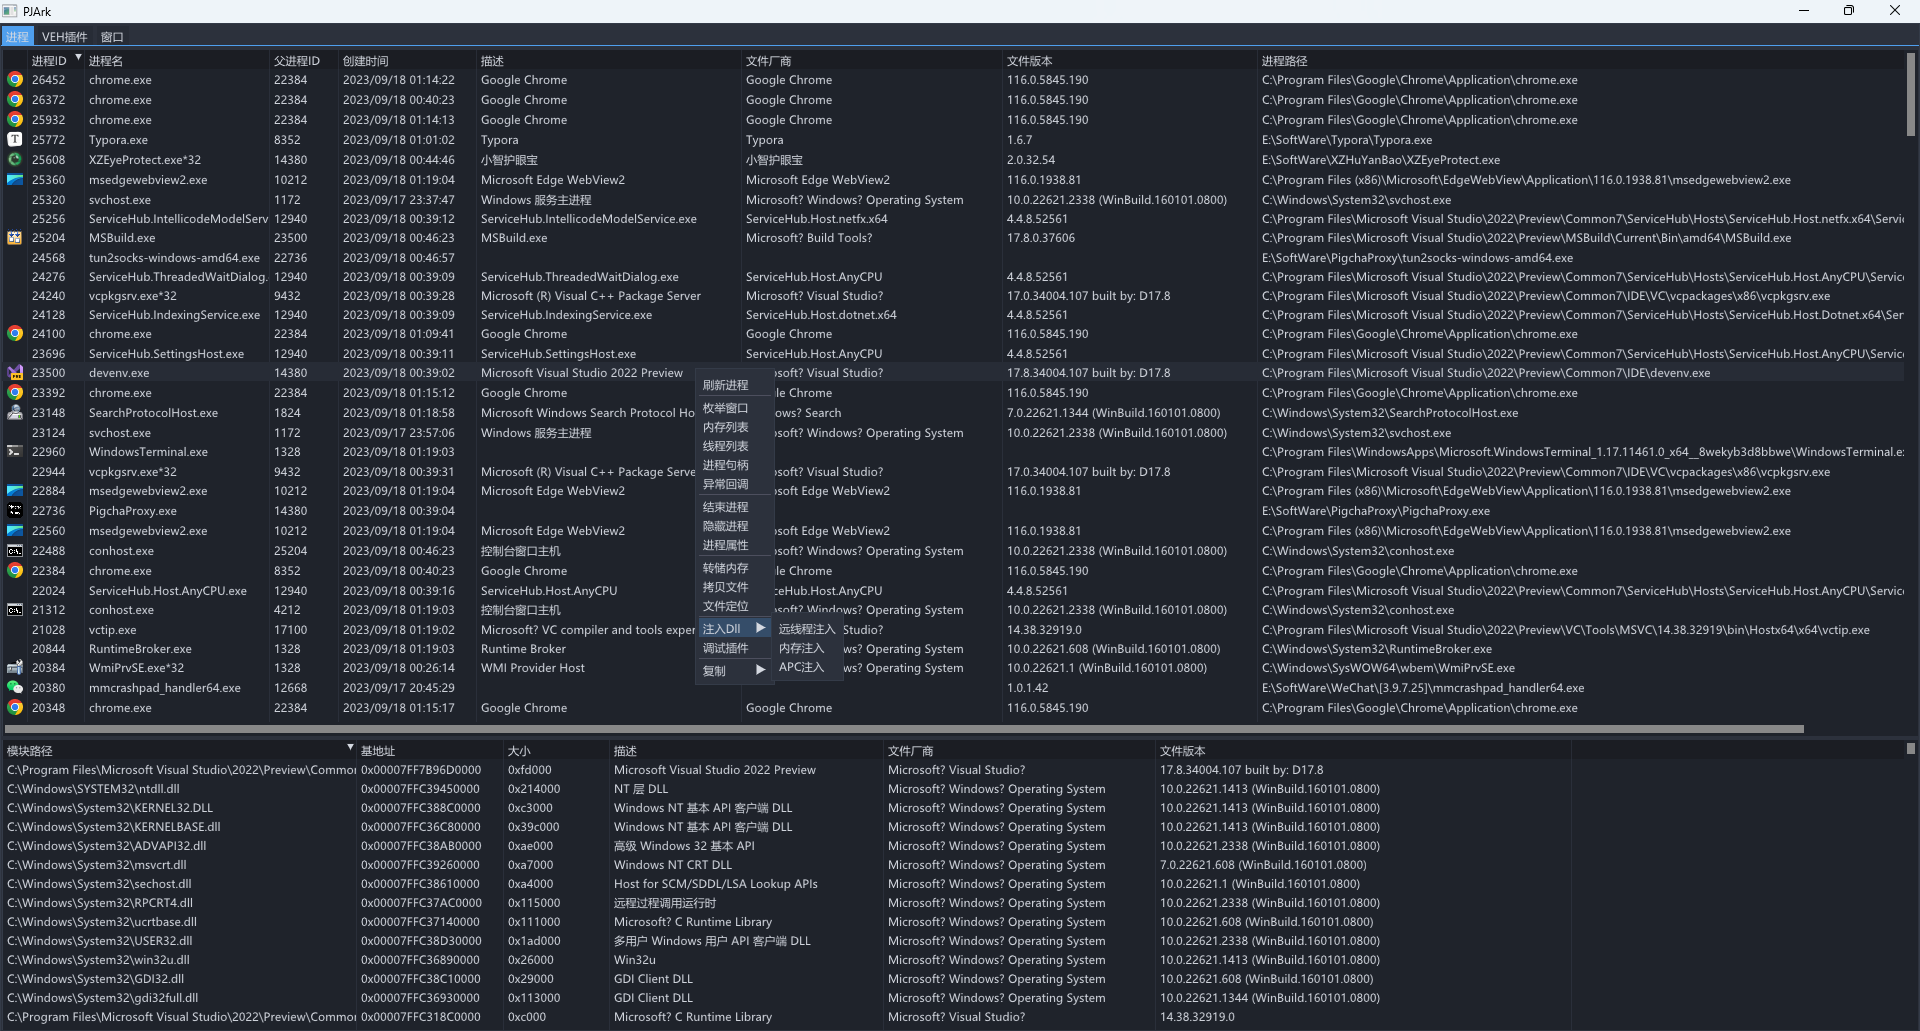 PJArk
进程 VEH插件 窗口
进程ID 进程名 父进程ID 创建时间 描述 文件厂商 文件版本 进程路径
26452 chrome.exe 22384 2023/09/18 01:14:22 Google Chrome Google Chrome 116.0.5845.190 C:\Program Files\Google\Chrome\Application\chrome.exe
26372 chrome.exe 22384 2023/09/18 00:40:23 Google Chrome Google Chrome 116.0.5845.190 C:\Program Files\Google\Chrome\Application\chrome.exe
25932 chrome.exe 22384 2023/09/18 01:14:13 Google Chrome Google Chrome 116.0.5845.190 C:\Program Files\Google\Chrome\Application\chrome.exe
25772 Typora.exe 8352 2023/09/18 01:01:02 Typora Typora 1.6.7 E:\SoftWare\Typora\Typora.exe
25608 XZEyeProtect.exe*32 14380 2023/09/18 00:44:46 小智护眼宝 小智护眼宝 2.0.32.54 E:\SoftWare\XZHuYanBao\XZEyeProtect.exe
25360 msedgewebview2.exe 10212 2023/09/18 01:19:04 Microsoft Edge WebView2 Microsoft Edge WebView2 116.0.1938.81 C:\Program Files (x86)\Microsoft\EdgeWebView\Application\116.0.1938.81\msedgewebview2.exe
25320 svchost.exe 1172 2023/09/17 23:37:47 Windows 服务主进程 Microsoft? Windows? Operating System 10.0.22621.2338 (WinBuild.160101.0800) C:\Windows\System32\svchost.exe
25256 ServiceHub.IntellicodeModelServ 12940 2023/09/18 00:39:12 ServiceHub.IntellicodeModelService.exe ServiceHub.Host.netfx.x64 4.4.8.52561 C:\Program Files\Microsoft Visual Studio\2022\Preview\Common7\ServiceHub\Hosts\ServiceHub.Host.netfx.x64\Servic
25204 MSBuild.exe 23500 2023/09/18 00:46:23 MSBuild.exe Microsoft? Build Tools? 17.8.0.37606 C:\Program Files\Microsoft Visual Studio\2022\Preview\MSBuild\Current\Bin\amd64\MSBuild.exe
24568 tun2socks-windows-amd64.exe 22736 2023/09/18 00:46:57 E:\SoftWare\PigchaProxy\tun2socks-windows-amd64.exe
24276 ServiceHub.ThreadedWaitDialog. 12940 2023/09/18 00:39:09 ServiceHub.ThreadedWaitDialog.exe ServiceHub.Host.AnyCPU 4.4.8.52561 C:\Program Files\Microsoft Visual Studio\2022\Preview\Common7\ServiceHub\Hosts\ServiceHub.Host.AnyCPU\Service
24240 vcpkgsrv.exe*32 9432 2023/09/18 00:39:28 Microsoft (R) Visual C++ Package Server Microsoft? Visual Studio? 17.0.34004.107 built by: D17.8 C:\Program Files\Microsoft Visual Studio\2022\Preview\Common7\IDE\VC\vcpackages\x86\vcpkgsrv.exe
24128 ServiceHub.IndexingService.exe 12940 2023/09/18 00:39:09 ServiceHub.IndexingService.exe ServiceHub.Host.dotnet.x64 4.4.8.52561 C:\Program Files\Microsoft Visual Studio\2022\Preview\Common7\ServiceHub\Hosts\ServiceHub.Host.Dotnet.x64\Ser
24100 chrome.exe 22384 2023/09/18 01:09:41 Google Chrome Google Chrome 116.0.5845.190 C:\Program Files\Google\Chrome\Application\chrome.exe
23696 ServiceHub.SettingsHost.exe 12940 2023/09/18 00:39:11 ServiceHub.SettingsHost.exe ServiceHub.Host.AnyCPU 4.4.8.52561 C:\Program Files\Microsoft Visual Studio\2022\Preview\Common7\ServiceHub\Hosts\ServiceHub.Host.AnyCPU\Service
23500 devenv.exe 14380 2023/09/18 00:39:02 Microsoft Visual Studio 2022 Preview soft? Visual Studio? 17.8.34004.107 built by: D17.8 C:\Program Files\Microsoft Visual Studio\2022\Preview\Common7\IDE\devenv.exe
23392 chrome.exe 22384 2023/09/18 01:15:12 Google Chrome le Chrome 116.0.5845.190 C:\Program Files\Google\Chrome\Application\chrome.exe
23148 SearchProtocolHost.exe 1824 2023/09/18 01:18:58 Microsoft Windows Search Protocol Ho ows? Search 7.0.22621.1344 (WinBuild.160101.0800) C:\Windows\System32\SearchProtocolHost.exe
23124 svchost.exe 1172 2023/09/17 23:57:06 Windows 服务主进程 soft? Windows? Operating System 10.0.22621.2338 (WinBuild.160101.0800) C:\Windows\System32\svchost.exe
22960 WindowsTerminal.exe 1328 2023/09/18 01:19:03 C:\Program Files\WindowsApps\Microsoft.WindowsTerminal_1.17.11461.0_x64__8wekyb3d8bbwe\WindowsTerminal.e
22944 vcpkgsrv.exe*32 9432 2023/09/18 00:39:31 Microsoft (R) Visual C++ Package Serve soft? Visual Studio? 17.0.34004.107 built by: D17.8 C:\Program Files\Microsoft Visual Studio\2022\Preview\Common7\IDE\VC\vcpackages\x86\vcpkgsrv.exe
22884 msedgewebview2.exe 10212 2023/09/18 01:19:04 Microsoft Edge WebView2 soft Edge WebView2 116.0.1938.81 C:\Program Files (x86)\Microsoft\EdgeWebView\Application\116.0.1938.81\msedgewebview2.exe
22736 PigchaProxy.exe 14380 2023/09/18 00:39:04 E:\SoftWare\PigchaProxy\PigchaProxy.exe
22560 msedgewebview2.exe 10212 2023/09/18 01:19:04 Microsoft Edge WebView2 soft Edge WebView2 116.0.1938.81 C:\Program Files (x86)\Microsoft\EdgeWebView\Application\116.0.1938.81\msedgewebview2.exe
22488 conhost.exe 25204 2023/09/18 00:46:23 控制台窗口主机 soft? Windows? Operating System 10.0.22621.2338 (WinBuild.160101.0800) C:\Windows\System32\conhost.exe
22384 chrome.exe 8352 2023/09/18 00:40:23 Google Chrome le Chrome 116.0.5845.190 C:\Program Files\Google\Chrome\Application\chrome.exe
22024 ServiceHub.Host.AnyCPU.exe 12940 2023/09/18 00:39:16 ServiceHub.Host.AnyCPU ceHub.Host.AnyCPU 4.4.8.52561 C:\Program Files\Microsoft Visual Studio\2022\Preview\Common7\ServiceHub\Hosts\ServiceHub.Host.AnyCPU\Service
21312 conhost.exe 4212 2023/09/18 01:19:03 控制台窗口主机 soft? Windows? Operating System 10.0.22621.2338 (WinBuild.160101.0800) C:\Windows\System32\conhost.exe
21028 vctip.exe 17100 2023/09/18 01:19:02 Microsoft? VC compiler and tools exper Studio? 14.38.32919.0 C:\Program Files\Microsoft Visual Studio\2022\Preview\VC\Tools\MSVC\14.38.32919\bin\Hostx64\x64\vctip.exe
20844 RuntimeBroker.exe 1328 2023/09/18 01:19:03 Runtime Broker ows? Operating System 10.0.22621.608 (WinBuild.160101.0800) C:\Windows\System32\RuntimeBroker.exe
20384 WmiPrvSE.exe*32 1328 2023/09/18 00:26:14 WMI Provider Host ows? Operating System 10.0.22621.1 (WinBuild.160101.0800) C:\Windows\SysWOW64\wbem\WmiPrvSE.exe
20380 mmcrashpad_handler64.exe 12668 2023/09/17 20:45:29 1.0.1.42 E:\SoftWare\WeChat\[3.9.7.25]\mmcrashpad_handler64.exe
20348 chrome.exe 22384 2023/09/18 01:15:17 Google Chrome Google Chrome 116.0.5845.190 C:\Program Files\Google\Chrome\Application\chrome.exe
刷新进程
枚举窗口
内存列表
线程列表
进程句柄
异常回调
结束进程
隐藏进程
进程属性
转储内存
拷贝文件
文件定位
注入Dll
调试插件
复制
远线程注入
内存注入
APC注入
模块路径 基地址 大小 描述 文件厂商 文件版本
C:\Program Files\Microsoft Visual Studio\2022\Preview\Commo 0x00007FF7B96D0000 0xfd000 Microsoft Visual Studio 2022 Preview Microsoft? Visual Studio? 17.8.34004.107 built by: D17.8
C:\Windows\SYSTEM32\ntdll.dll 0x00007FFC39450000 0x214000 NT 层 DLL Microsoft? Windows? Operating System 10.0.22621.1413 (WinBuild.160101.0800)
C:\Windows\System32\KERNEL32.DLL 0x00007FFC388C0000 0xc3000 Windows NT 基本 API 客户端 DLL Microsoft? Windows? Operating System 10.0.22621.1413 (WinBuild.160101.0800)
C:\Windows\System32\KERNELBASE.dll 0x00007FFC36C80000 0x39c000 Windows NT 基本 API 客户端 DLL Microsoft? Windows? Operating System 10.0.22621.1413 (WinBuild.160101.0800)
C:\Windows\System32\ADVAPI32.dll 0x00007FFC38AB0000 0xae000 高级 Windows 32 基本 API Microsoft? Windows? Operating System 10.0.22621.2338 (WinBuild.160101.0800)
C:\Windows\System32\msvcrt.dll 0x00007FFC39260000 0xa7000 Windows NT CRT DLL Microsoft? Windows? Operating System 7.0.22621.608 (WinBuild.160101.0800)
C:\Windows\System32\sechost.dll 0x00007FFC38610000 0xa4000 Host for SCM/SDDL/LSA Lookup APIs Microsoft? Windows? Operating System 10.0.22621.1 (WinBuild.160101.0800)
C:\Windows\System32\RPCRT4.dll 0x00007FFC37AC0000 0x115000 远程过程调用运行时 Microsoft? Windows? Operating System 10.0.22621.2338 (WinBuild.160101.0800)
C:\Windows\System32\ucrtbase.dll 0x00007FFC37140000 0x111000 Microsoft? C Runtime Library Microsoft? Windows? Operating System 10.0.22621.608 (WinBuild.160101.0800)
C:\Windows\System32\USER32.dll 0x00007FFC38D30000 0x1ad000 多用户 Windows 用户 API 客户端 DLL Microsoft? Windows? Operating System 10.0.22621.2338 (WinBuild.160101.0800)
C:\Windows\System32\win32u.dll 0x00007FFC36890000 0x26000 Win32u Microsoft? Windows? Operating System 10.0.22621.1413 (WinBuild.160101.0800)
C:\Windows\System32\GDI32.dll 0x00007FFC38C10000 0x29000 GDI Client DLL Microsoft? Windows? Operating System 10.0.22621.608 (WinBuild.160101.0800)
C:\Windows\System32\gdi32full.dll 0x00007FFC36930000 0x113000 GDI Client DLL Microsoft? Windows? Operating System 10.0.22621.1344 (WinBuild.160101.0800)
C:\Program Files\Microsoft Visual Studio\2022\Preview\Commo 0x00007FFC318C0000 0xc000 Microsoft? C Runtime Library Microsoft? Visual Studio? 14.38.32919.0